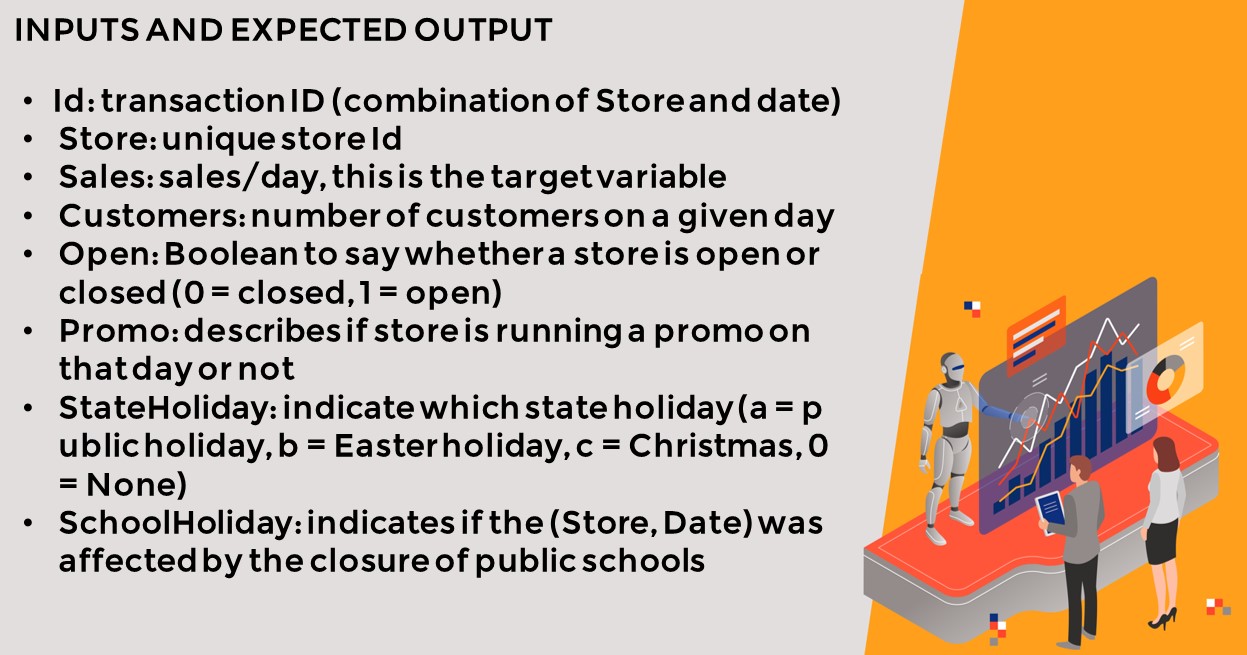 INPUTS AND EXPECTED OUTPUT
• Id: transaction ID (combination of Store and date)
• Store: unique store Id
• Sales: sales/day, this is the target variable
• Customers: number of customers on a given day
• Open: Boolean to say whether a store is open or
closed (0 = closed, 1 = open)
• Promo: describes if store is running a promo on
that day or not
• StateHoliday: indicate which state holiday (a = p
ublic holiday, b = Easter holiday, c = Christmas, 0
= None)
• SchoolHoliday: indicates if the (Store, Date) was
affected by the closure of public schools